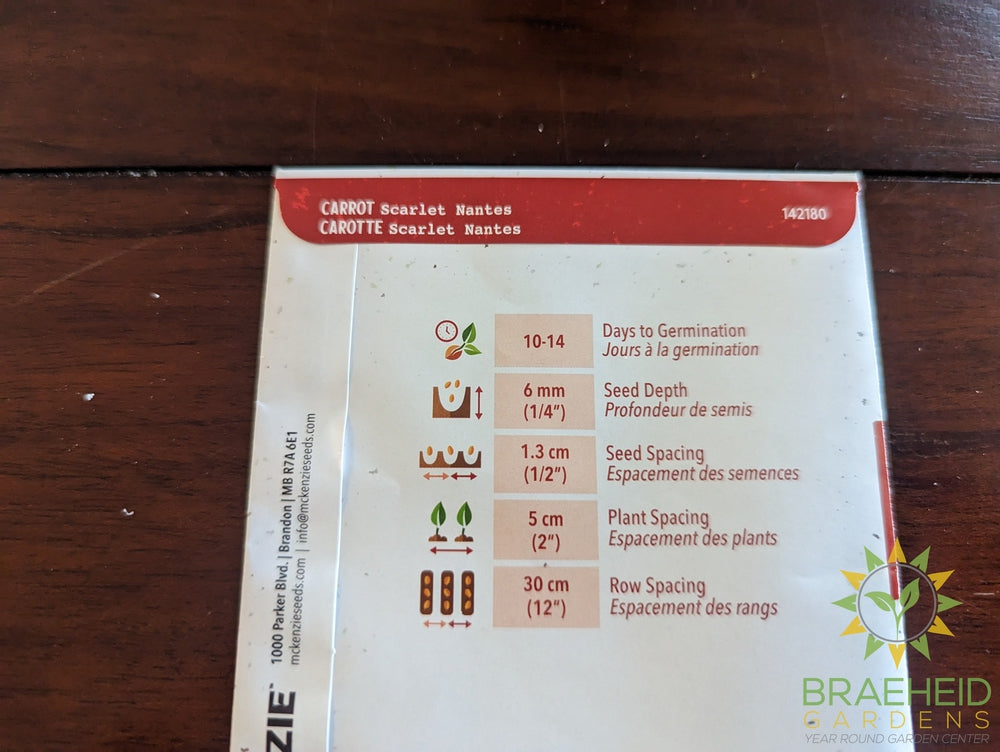 CARROT Scarlet Nantes
CAROTTE Scarlet Nantes
142180
10-14
Days to Germination
Jours à la germination
6 mm
(1/4")
Seed Depth
Profondeur de semis
1.3 cm
(1/2")
Seed Spacing
Espacement des semences
5 cm
(2")
Plant Spacing
Espacement des plants
30 cm
(12")
Row Spacing
Espacement des rangs
ZIE™
1000 Parker Blvd. | Brandon | MB R7A 6E1
mckenzieseeds.com | info@mckenzieseeds.com
BRAEHEID
GARDENS
YEAR ROUND GARDEN CENTER